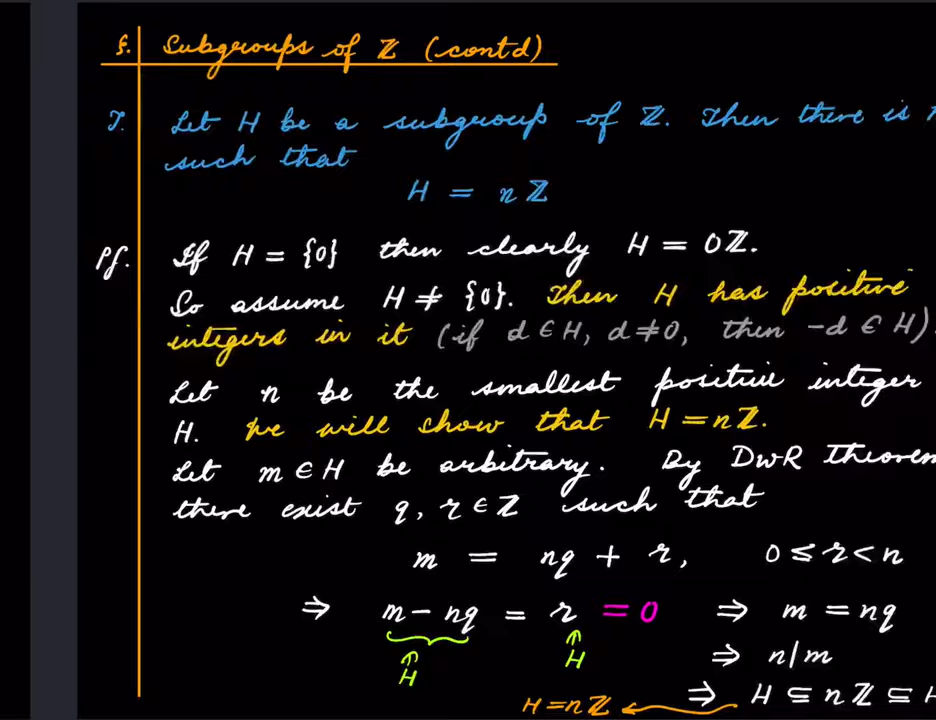 f. Subgroups of ℤ (contd)
T. Let H be a subgroup of ℤ. Then there is
such that
H = nℤ
Pf. If H = {0} then clearly H = 0ℤ.
So assume H ≠ {0}. Then H has positive
integers in it (if d ∈ H, d ≠ 0, then -d ∈ H).
Let n be the smallest positive integer
H. We will show that H = nℤ.
Let m ∈ H be arbitrary. By DwR Theorem
there exist q, r ∈ ℤ such that
m = nq + r, 0 ≤ r < n
⇒ m - nq = r = 0 ⇒ m = nq
↑ H ↑ H ⇒ n/m
H = nℤ ← ⇒ H ⊆ nℤ ⊆ H